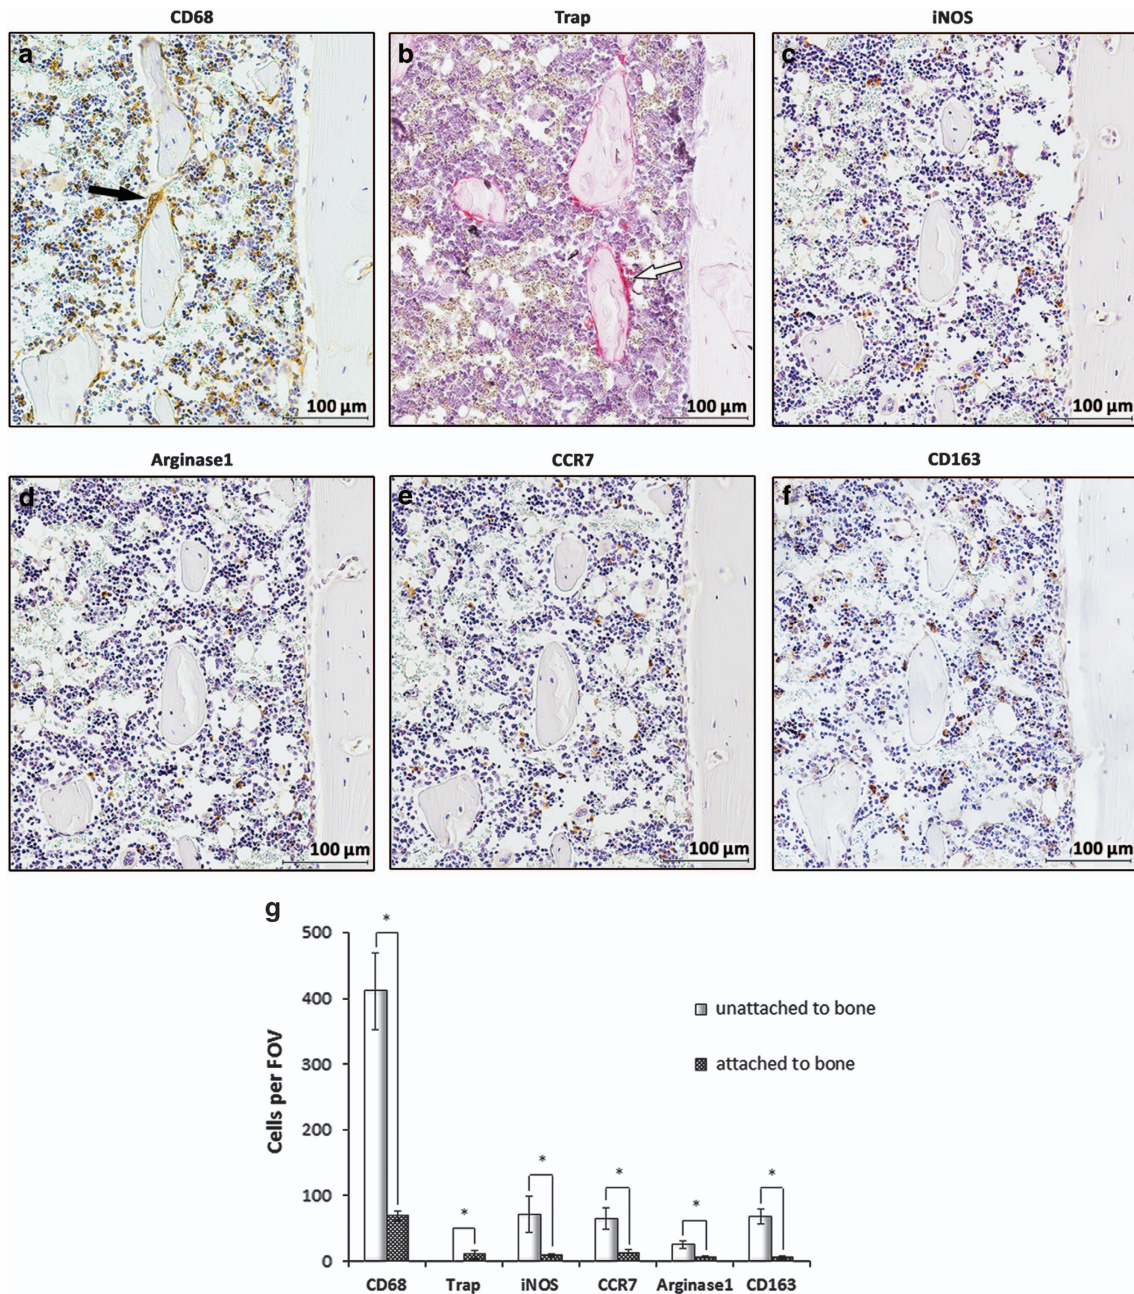 CD68 Trap iNOS
a b c
100 µm 100 µm 100 µm
Arginase1 CCR7 CD163
d e f
100 µm 100 µm 100 µm
g
500
400
300
200
100
0
Cells per FOV
* * * * * *
unattached to bone
attached to bone
CD68 Trap iNOS CCR7 Arginase1 CD163